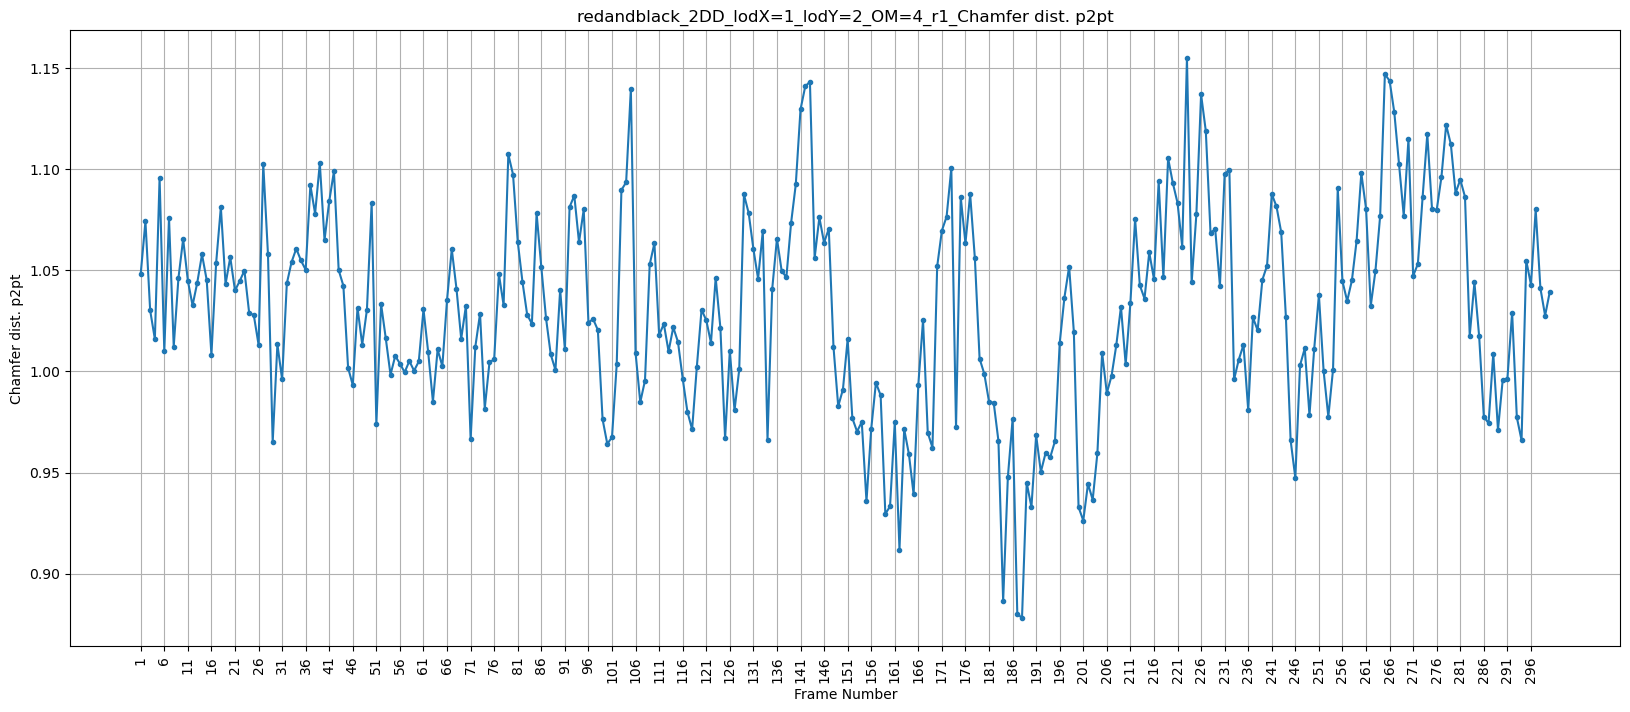 redandblack_2DD_lodX=1_lodY=2_OM=4_r1_Chamfer dist. p2pt
Chamfer dist. p2pt
1.15
1.10
1.05
1.00
0.95
0.90
1 6 11 16 21 26 31 36 41 46 51 56 61 66 71 76 81 86 91 96 101 106 111 116 121 126 131 136 141 146 151 156 161 166 171 176 181 186 191 196 201 206 211 216 221 226 231 236 241 246 251 256 261 266 271 276 281 286 291 296
Frame Number